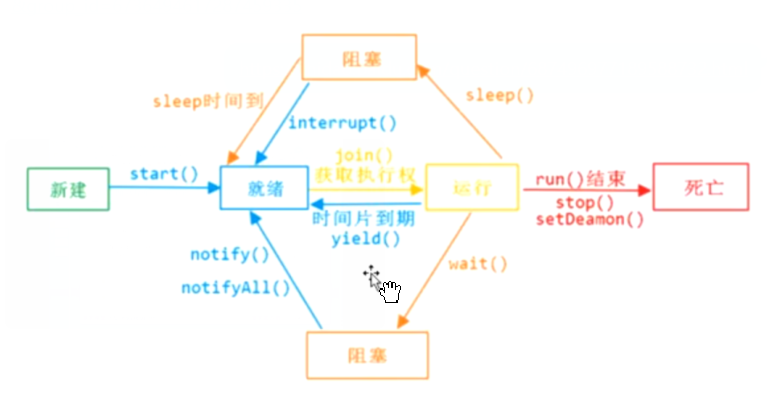 阻塞
sleep时间到
sleep()
interrupt()
join()
获取执行权
新建
start()
就绪
运行
run()结束
stop()
setDeamon()
死亡
时间片到期
yield()
notify()
notifyAll()
wait()
阻塞